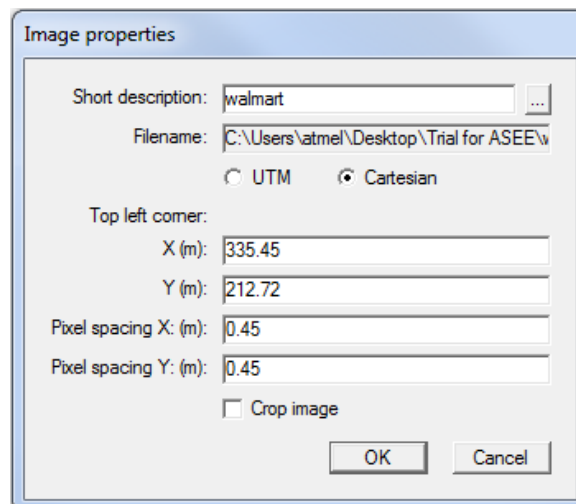 Image properties
Short description: walmart ...
Filename: C:\Users\atmel\Desktop\Trial for ASEE\
UTM Cartesian
Top left corner:
X (m): 335.45
Y (m): 212.72
Pixel spacing X: (m): 0.45
Pixel spacing Y: (m): 0.45
Crop image
OK Cancel